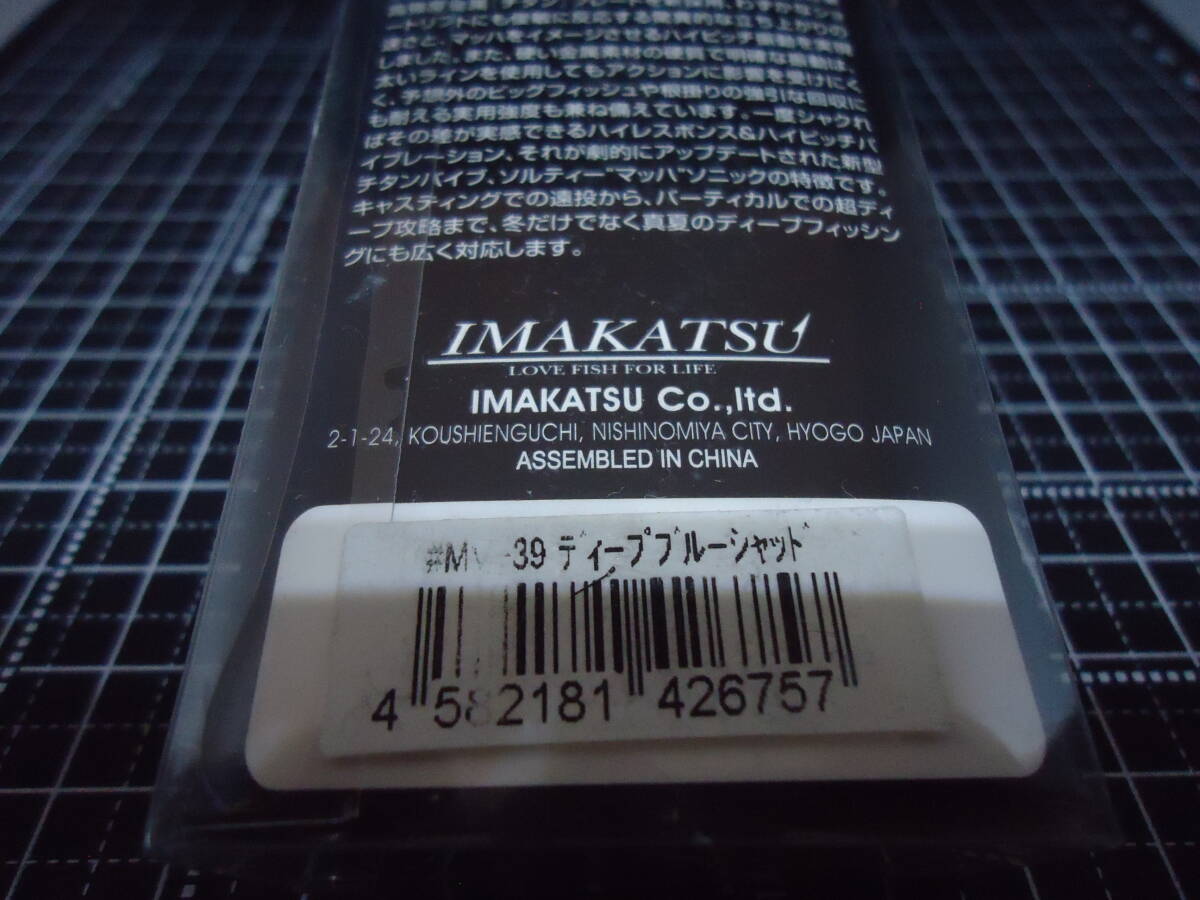 ートリフトにも俊敏に反応する驚異的な立ち上がりの
速さと、マッハをイメージさせるハイピッチ振動を実現
しました。また、硬い金属素材の硬質で明確な振動は、
太いラインを使用してもアクションに影響を受けにく
く、予想外のビッグフィッシュや根掛りの強引な回収に
も耐える実用強度も兼ね備えています。一度シャクれ
ばその差が実感できるハイレスポンス&ハイピッチバ
イブレーション、それが劇的にアップデートされた新型
チタンバイブ、ソルティー"マッハ"ソニックの特徴です。
キャスティングでの遠投から、バーティカルでの超ディ
ープ攻略まで、冬だけでなく真夏のディープフィッシン
グにも広く対応します。
IMAKATSU
LOVE FISH FOR LIFE
IMAKATSU Co.,ltd.
2-1-24, KOUSHIENGUCHI, NISHINOMIYA CITY, HYOGO JAPAN
ASSEMBLED IN CHINA
-39 ディープブルーシャッド
4 582181 426757